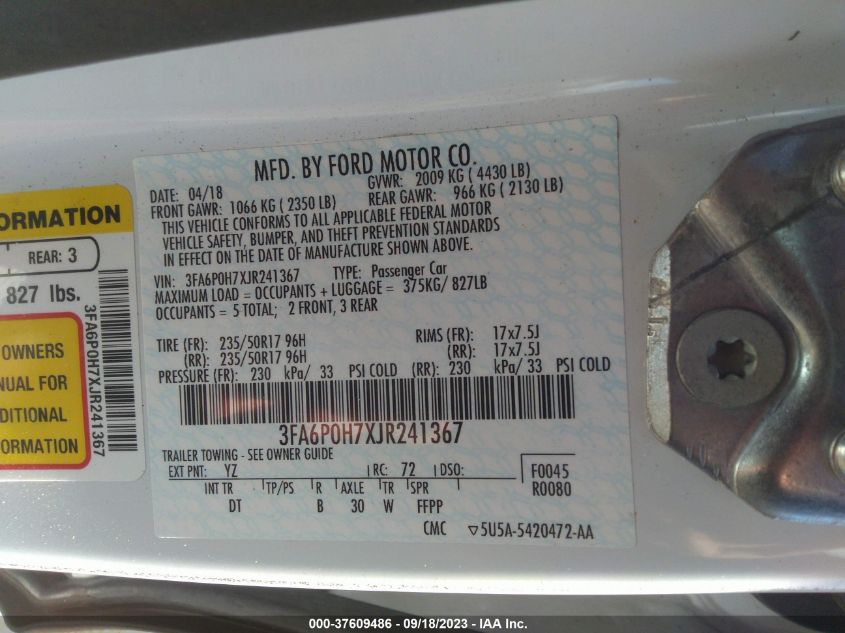 ORMATION
REAR: 3
827 lbs.
OWNERS
NUAL FOR
DITIONAL
FORMATION
3FA6P0H7XJR241367
MFD. BY FORD MOTOR CO.
DATE: 04/18 GVWR: 2009 KG ( 4430 LB)
FRONT GAWR: 1066 KG ( 2350 LB) REAR GAWR: 966 KG ( 2130 LB)
THIS VEHICLE CONFORMS TO ALL APPLICABLE FEDERAL MOTOR
VEHICLE SAFETY, BUMPER, AND THEFT PREVENTION STANDARDS
IN EFFECT ON THE DATE OF MANUFACTURE SHOWN ABOVE.
VIN: 3FA6P0H7XJR241367 TYPE: Passenger Car
MAXIMUM LOAD = OCCUPANTS + LUGGAGE = 375KG/ 827LB
OCCUPANTS = 5 TOTAL; 2 FRONT, 3 REAR
TIRE (FR): 235/50R17 96H RIMS (FR): 17x7.5J
(RR): 235/50R17 96H (RR): 17x7.5J
PRESSURE (FR): 230 kPa/ 33 PSI COLD (RR): 230 kPa/ 33 PSI COLD
3FA6P0H7XJR241367
TRAILER TOWING - SEE OWNER GUIDE
EXT PNT: YZ RC: 72 DSO: F0045
INT TR TP/PS R AXLE TR SPR R0080
DT B 30 W FFPP
CMC ▽5U5A-5420472-AA
000-37609486 - 09/18/2023 - IAA Inc.